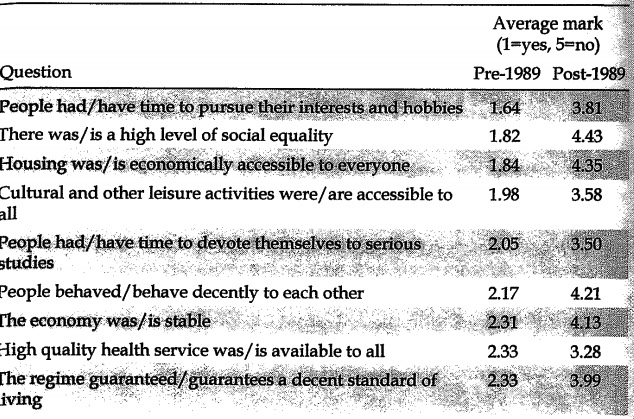 Average mark
(1=yes, 5=no)
Question Pre-1989 Post-1989
People had/have time to pursue their interests and hobbies 1.64 3.81
There was/is a high level of social equality 1.82 4.43
Housing was/is economically accessible to everyone 1.84 4.35
Cultural and other leisure activities were/are accessible to 1.98 3.58
all
People had/have time to devote themselves to serious 2.05 3.50
studies
People behaved/behave decently to each other 2.17 4.21
The economy was/is stable 2.31 4.13
High quality health service was/is available to all 2.33 3.28
The regime guaranteed/guarantees a decent standard of 2.33 3.99
living